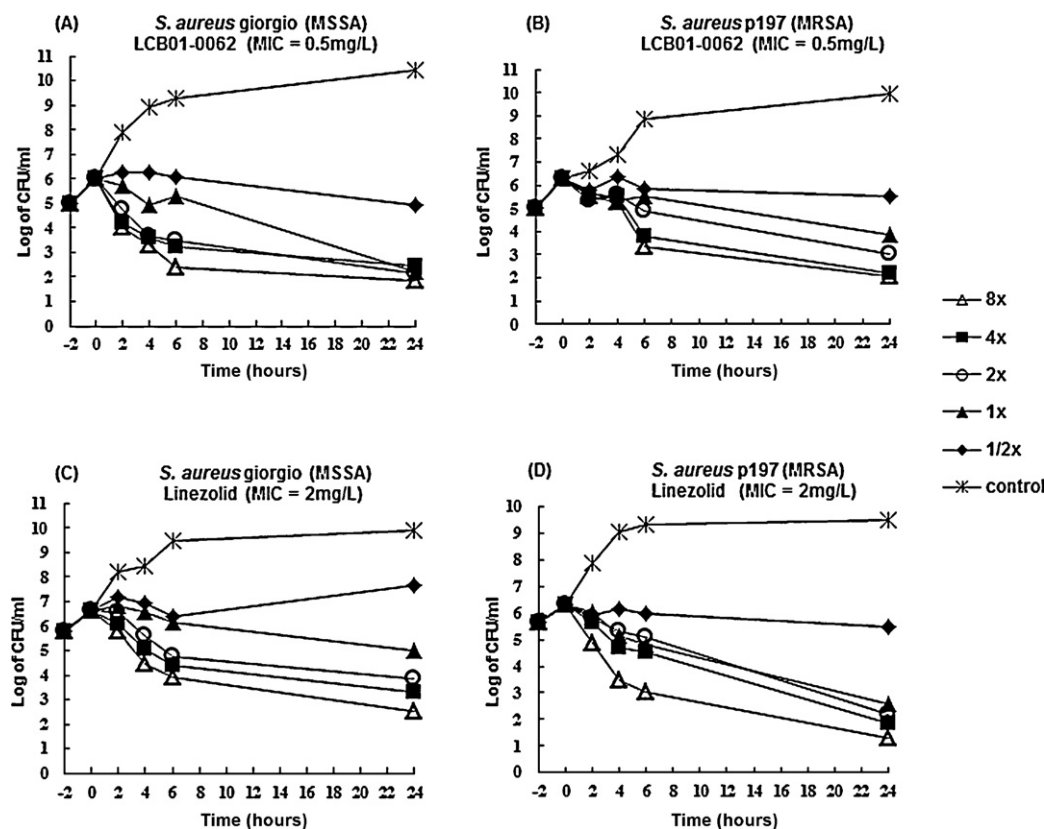 (A)
S. aureus giorgio (MSSA)
LCB01-0062 (MIC = 0.5mg/L)
11
10
9
8
7
6
5
4
3
2
1
0
Log of CFU/ml
-2 0 2 4 6 8 10 12 14 16 18 20 22 24
Time (hours)
(B)
S. aureus p197 (MRSA)
LCB01-0062 (MIC = 0.5mg/L)
11
10
9
8
7
6
5
4
3
2
1
0
Log of CFU/ml
-2 0 2 4 6 8 10 12 14 16 18 20 22 24
Time (hours)
8x
4x
2x
1x
1/2x
control
(C)
S. aureus giorgio (MSSA)
Linezolid (MIC = 2mg/L)
11
10
9
8
7
6
5
4
3
2
1
0
Log of CFU/ml
-2 0 2 4 6 8 10 12 14 16 18 20 22 24
Time (hours)
(D)
S. aureus p197 (MRSA)
Linezolid (MIC = 2mg/L)
10
9
8
7
6
5
4
3
2
1
0
Log of CFU/ml
-2 0 2 4 6 8 10 12 14 16 18 20 22 24
Time (hours)